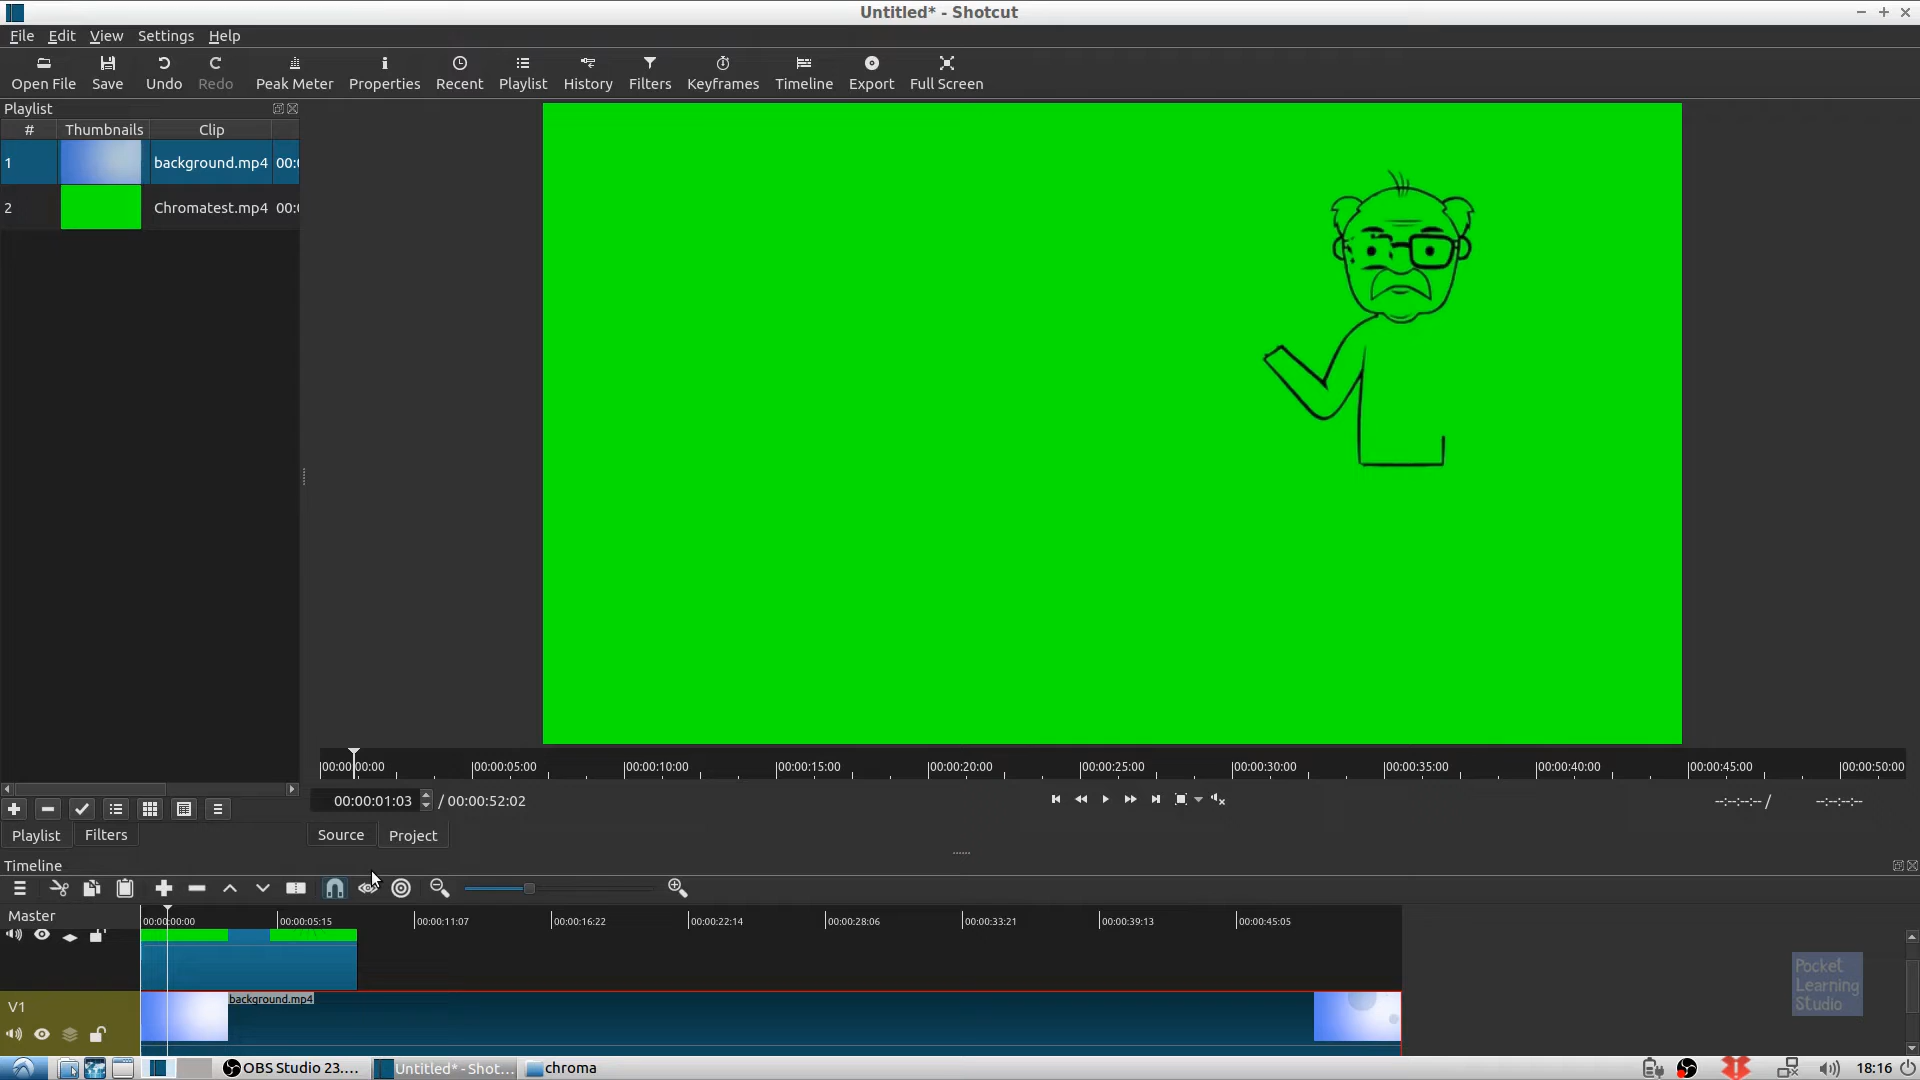 Untitled* - Shotcut
File Edit View Settings Help
Open File Save Undo Redo Peak Meter Properties Recent Playlist History Filters Keyframes Timeline Export Full Screen
Playlist
# Thumbnails Clip
1 background.mp4 00:
2 Chromatest.mp4 00:
00:00:00:00 00:00:05:00 00:00:10:00 00:00:15:00 00:00:20:00 00:00:25:00 00:00:30:00 00:00:35:00 00:00:40:00 00:00:45:00 00:00:50:00
00:00:01:03 / 00:00:52:02 --:--:--:-- / --:--:--:--
Playlist Filters Source Project
Timeline
Master 00:00:00:00 00:00:05:15 00:00:11:07 00:00:16:22 00:00:22:14 00:00:28:06 00:00:33:21 00:00:39:13 00:00:45:05
V1 background.mp4
Pocket
Learning
Studio
OBS Studio 23.... Untitled* - Shot... chroma 18:16